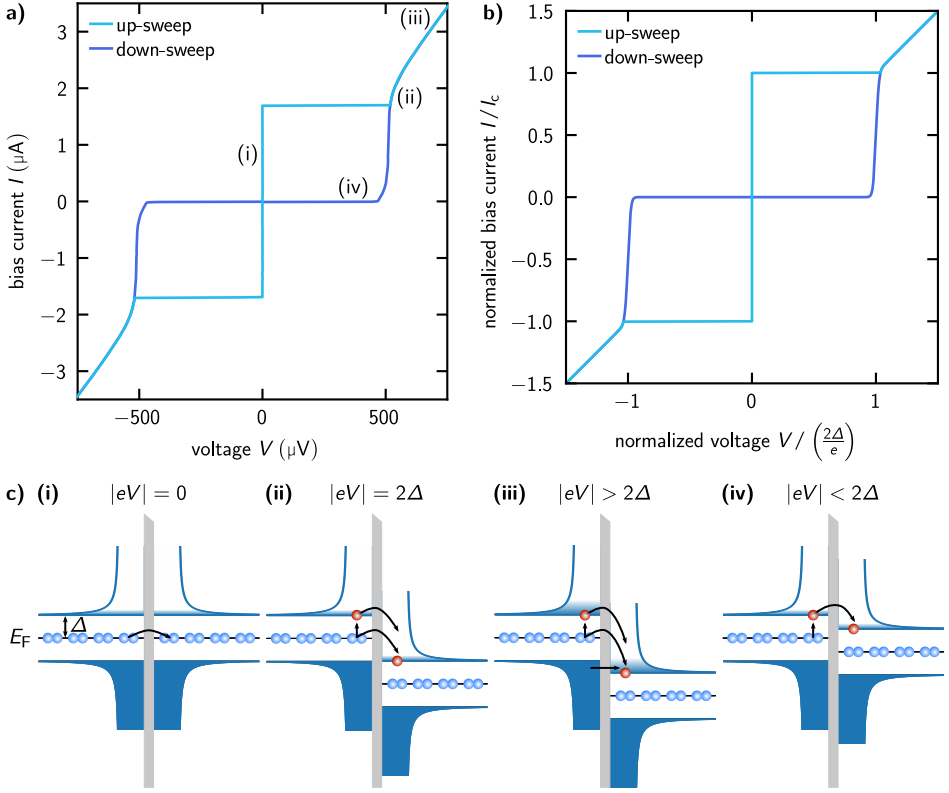 a)
up-sweep
down-sweep
(i)
(ii)
(iii)
(iv)
3
2
1
0
−1
−2
−3
bias current I (μA)
−500
0
500
voltage V (μV)
b)
up-sweep
down-sweep
1.5
1.0
0.5
0.0
−0.5
−1.0
−1.5
normalized bias current I / I_c
−1
0
1
normalized voltage V / (2Δ/e)
c) (i) |eV| = 0
(ii) |eV| = 2Δ
(iii) |eV| > 2Δ
(iv) |eV| < 2Δ
Δ
E_F